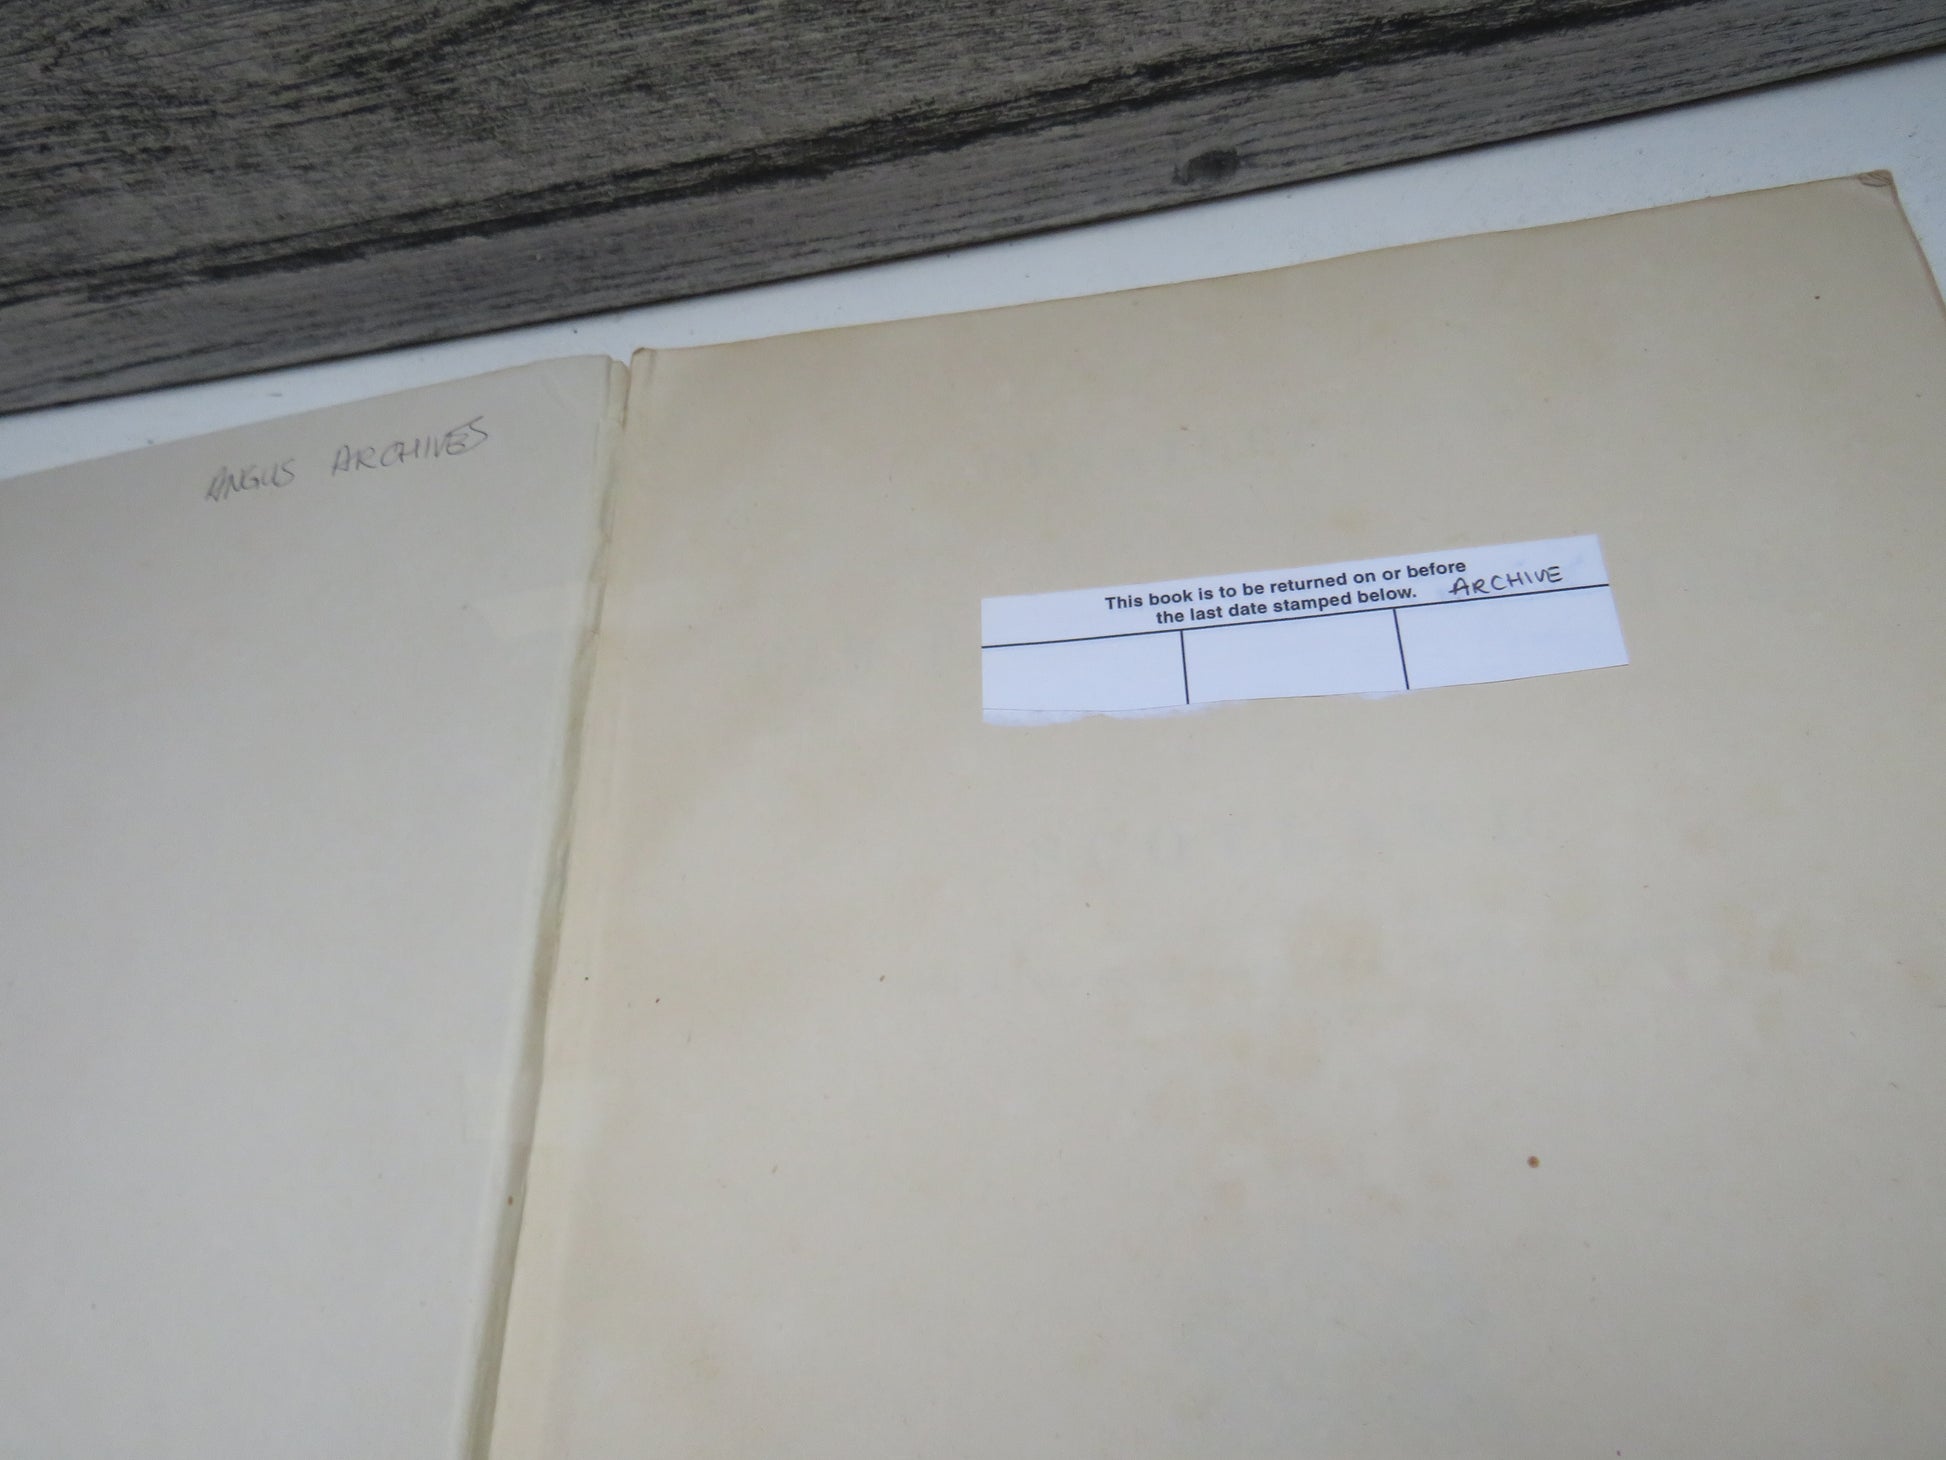 ANGUS ARCHIVES
This book is to be returned on or before
the last date stamped below. ARCHIVE